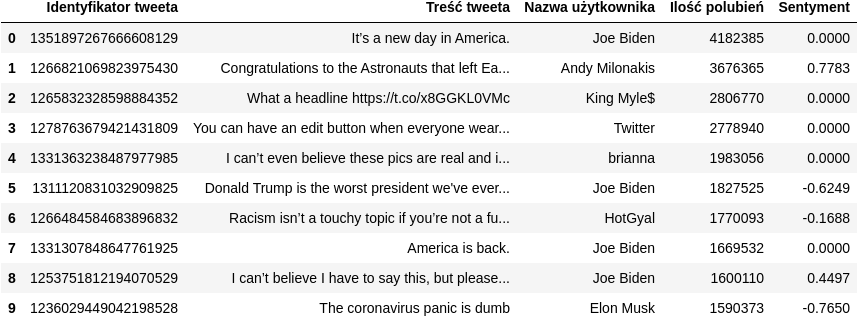 Identyfikator tweeta Treść tweeta Nazwa użytkownika Ilość polubień Sentyment
0 1351897267666608129 It's a new day in America. Joe Biden 4182385 0.0000
1 1266821069823975430 Congratulations to the Astronauts that left Ea... Andy Milonakis 3676365 0.7783
2 1265832328598884352 What a headline https://t.co/x8GGKL0VMc King Myle$ 2806770 0.0000
3 1278763679421431809 You can have an edit button when everyone wear... Twitter 2778940 0.0000
4 1331363238487977985 I can’t even believe these pics are real and i... brianna 1983056 0.0000
5 1311120831032909825 Donald Trump is the worst president we've ever... Joe Biden 1827525 -0.6249
6 1266484584683896832 Racism isn’t a touchy topic if you’re not a fu... HotGyal 1770093 -0.1688
7 1331307848647761925 America is back. Joe Biden 1669532 0.0000
8 1253751812194070529 I can’t believe I have to say this, but please... Joe Biden 1600110 0.4497
9 1236029449042198528 The coronavirus panic is dumb Elon Musk 1590373 -0.7650